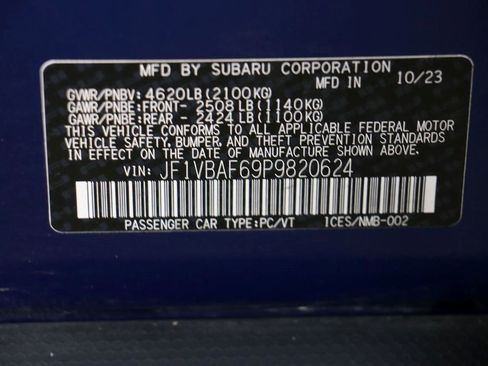 MFD BY SUBARU CORPORATION
MFD IN 10/23
GVWR/PNBV: 4620LB(2100KG)
GAWR/PNBE:FRONT- 2508LB(1140KG)
GAWR/PNBE:REAR - 2424LB(1100KG)
THIS VEHICLE CONFORMS TO ALL APPLICABLE FEDERAL MOTOR
VEHICLE SAFETY, BUMPER, AND THEFT PREVENTION STANDARDS
IN EFFECT ON THE DATE OF MANUFACTURE SHOWN ABOVE.
VIN: JF1VBAF69P9820624
PASSENGER CAR TYPE:PC/VT ICES/NMB-002